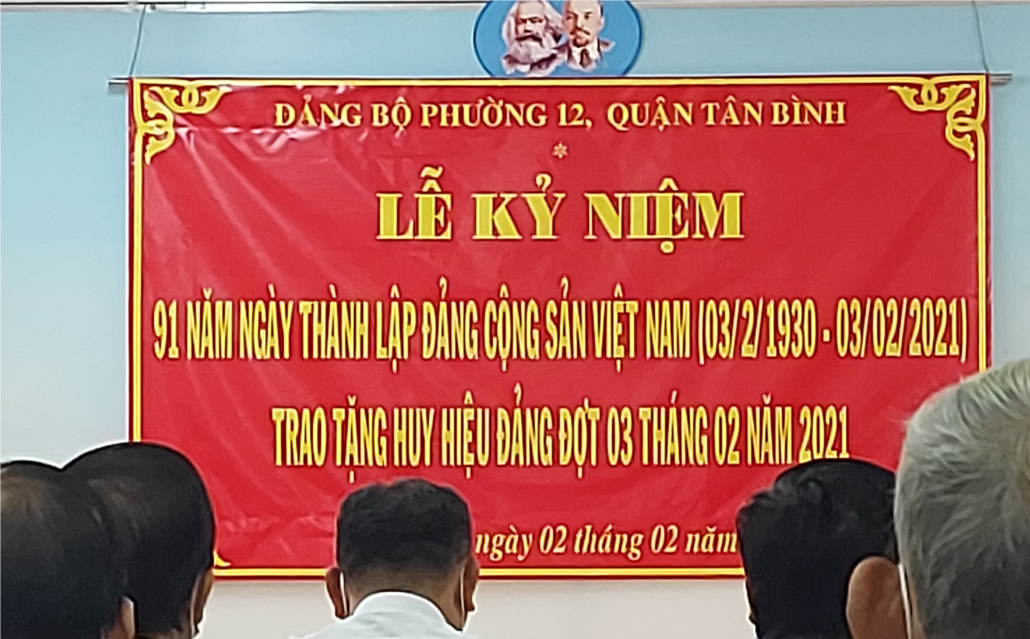 ĐẢNG BỘ PHƯỜNG 12, QUẬN TÂN BÌNH
*
LỄ KỶ NIỆM
91 NĂM NGÀY THÀNH LẬP ĐẢNG CỘNG SẢN VIỆT NAM (03/2/1930 - 03/02/2021)
TRAO TẶNG HUY HIỆU ĐẢNG ĐỢT 03 THÁNG 02 NĂM 2021
ngày 02 tháng 02 năm